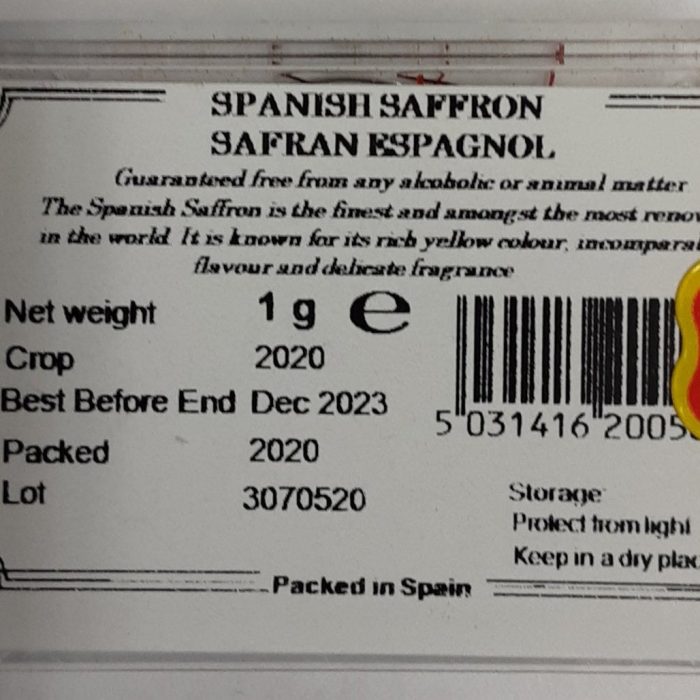 SPANISH SAFFRON
SAFRAN ESPAGNOL
Guaranteed free from any alcoholic or animal matter
The Spanish Saffron is the finest and amongst the most
in the world. It is known for its rich yellow colour,
flavour and delicate fragrance
Net weight 1 g e
Crop 2020
Best Before End Dec 2023
Packed 2020
Lot 3070520
5 031416 2005
Storage
Protect from light
Keep in a dry
Packed in Spain